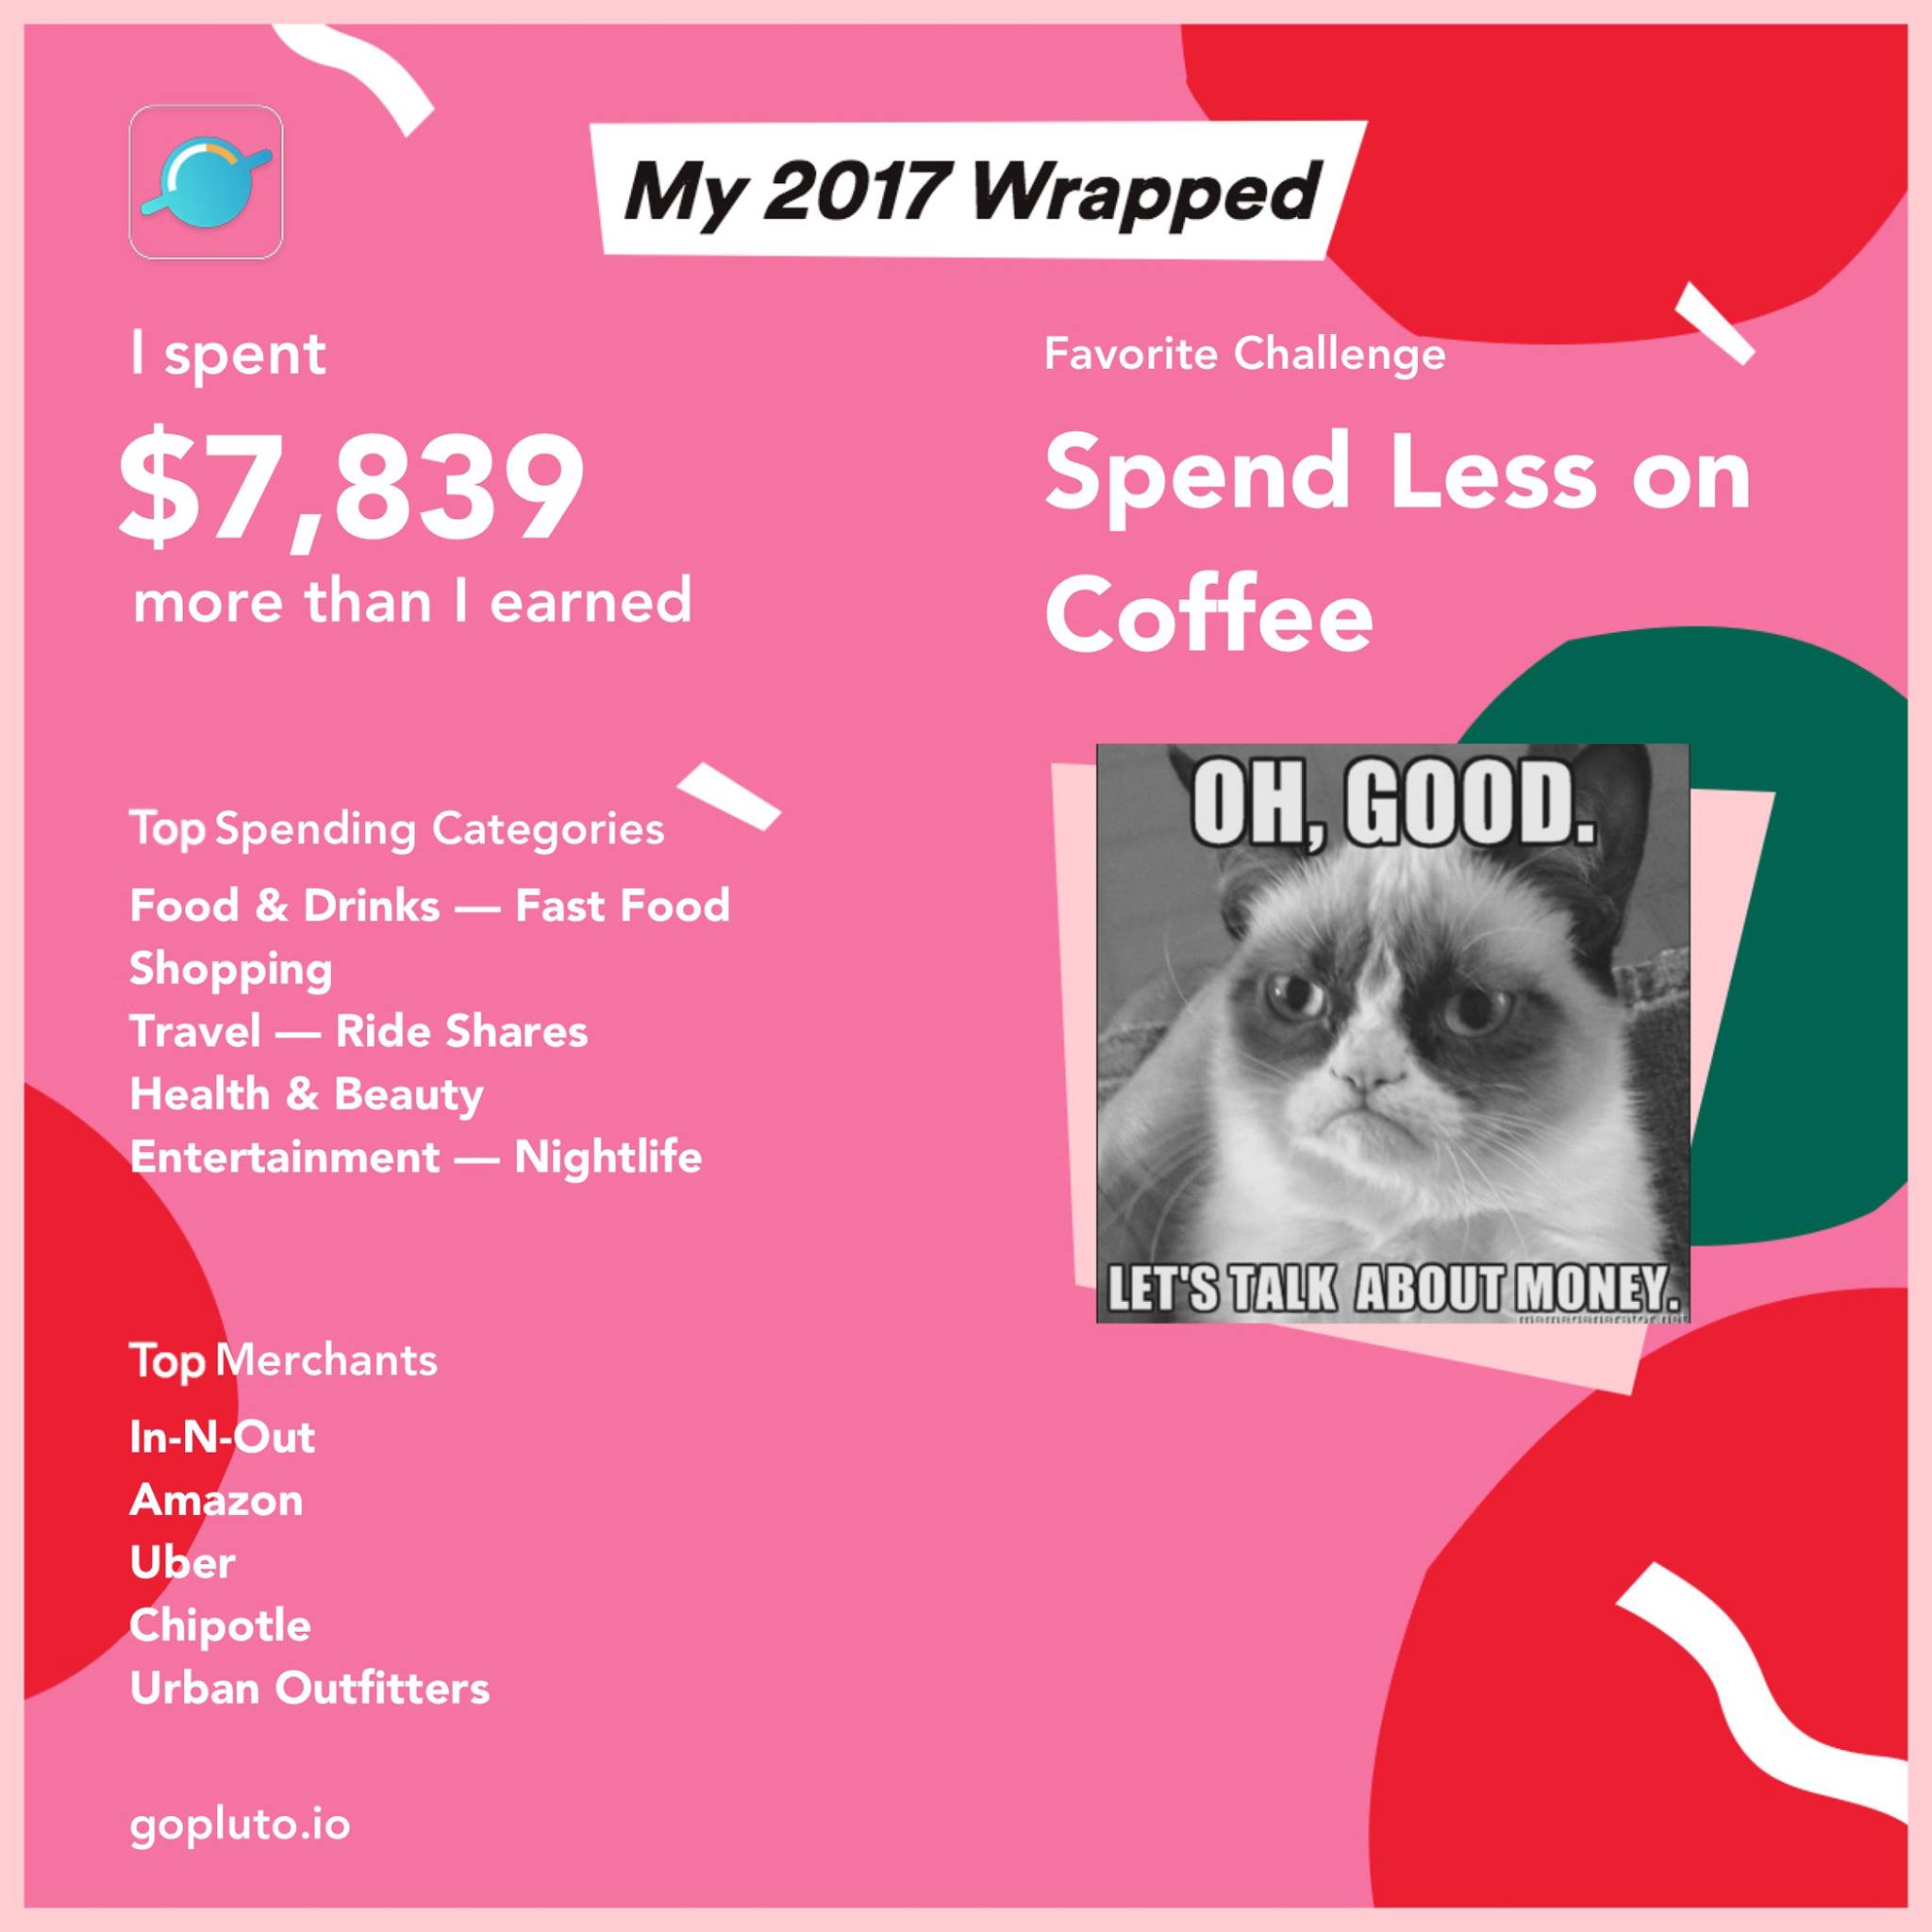 My 2017 Wrapped
I spent
$7,839
more than I earned
Favorite Challenge
Spend Less on
Coffee
Top Spending Categories
Food & Drinks — Fast Food
Shopping
Travel — Ride Shares
Health & Beauty
Entertainment — Nightlife
OH, GOOD.
LET'S TALK ABOUT MONEY.
memegenerator.net
Top Merchants
In-N-Out
Amazon
Uber
Chipotle
Urban Outfitters
gopluto.io